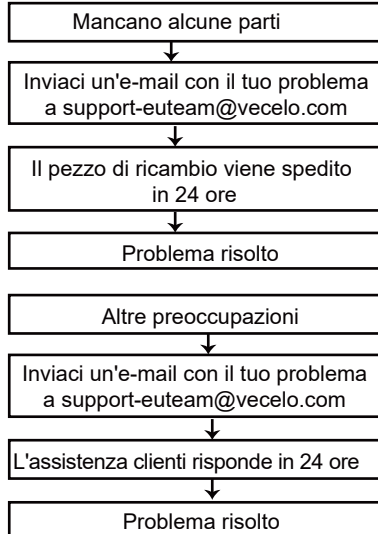 Mancano alcune parti
Inviaci un'e-mail con il tuo problema
a support-euteam@vecelo.com
Il pezzo di ricambio viene spedito
in 24 ore
Problema risolto
Altre preoccupazioni
Inviaci un'e-mail con il tuo problema
a support-euteam@vecelo.com
L'assistenza clienti risponde in 24 ore
Problema risolto